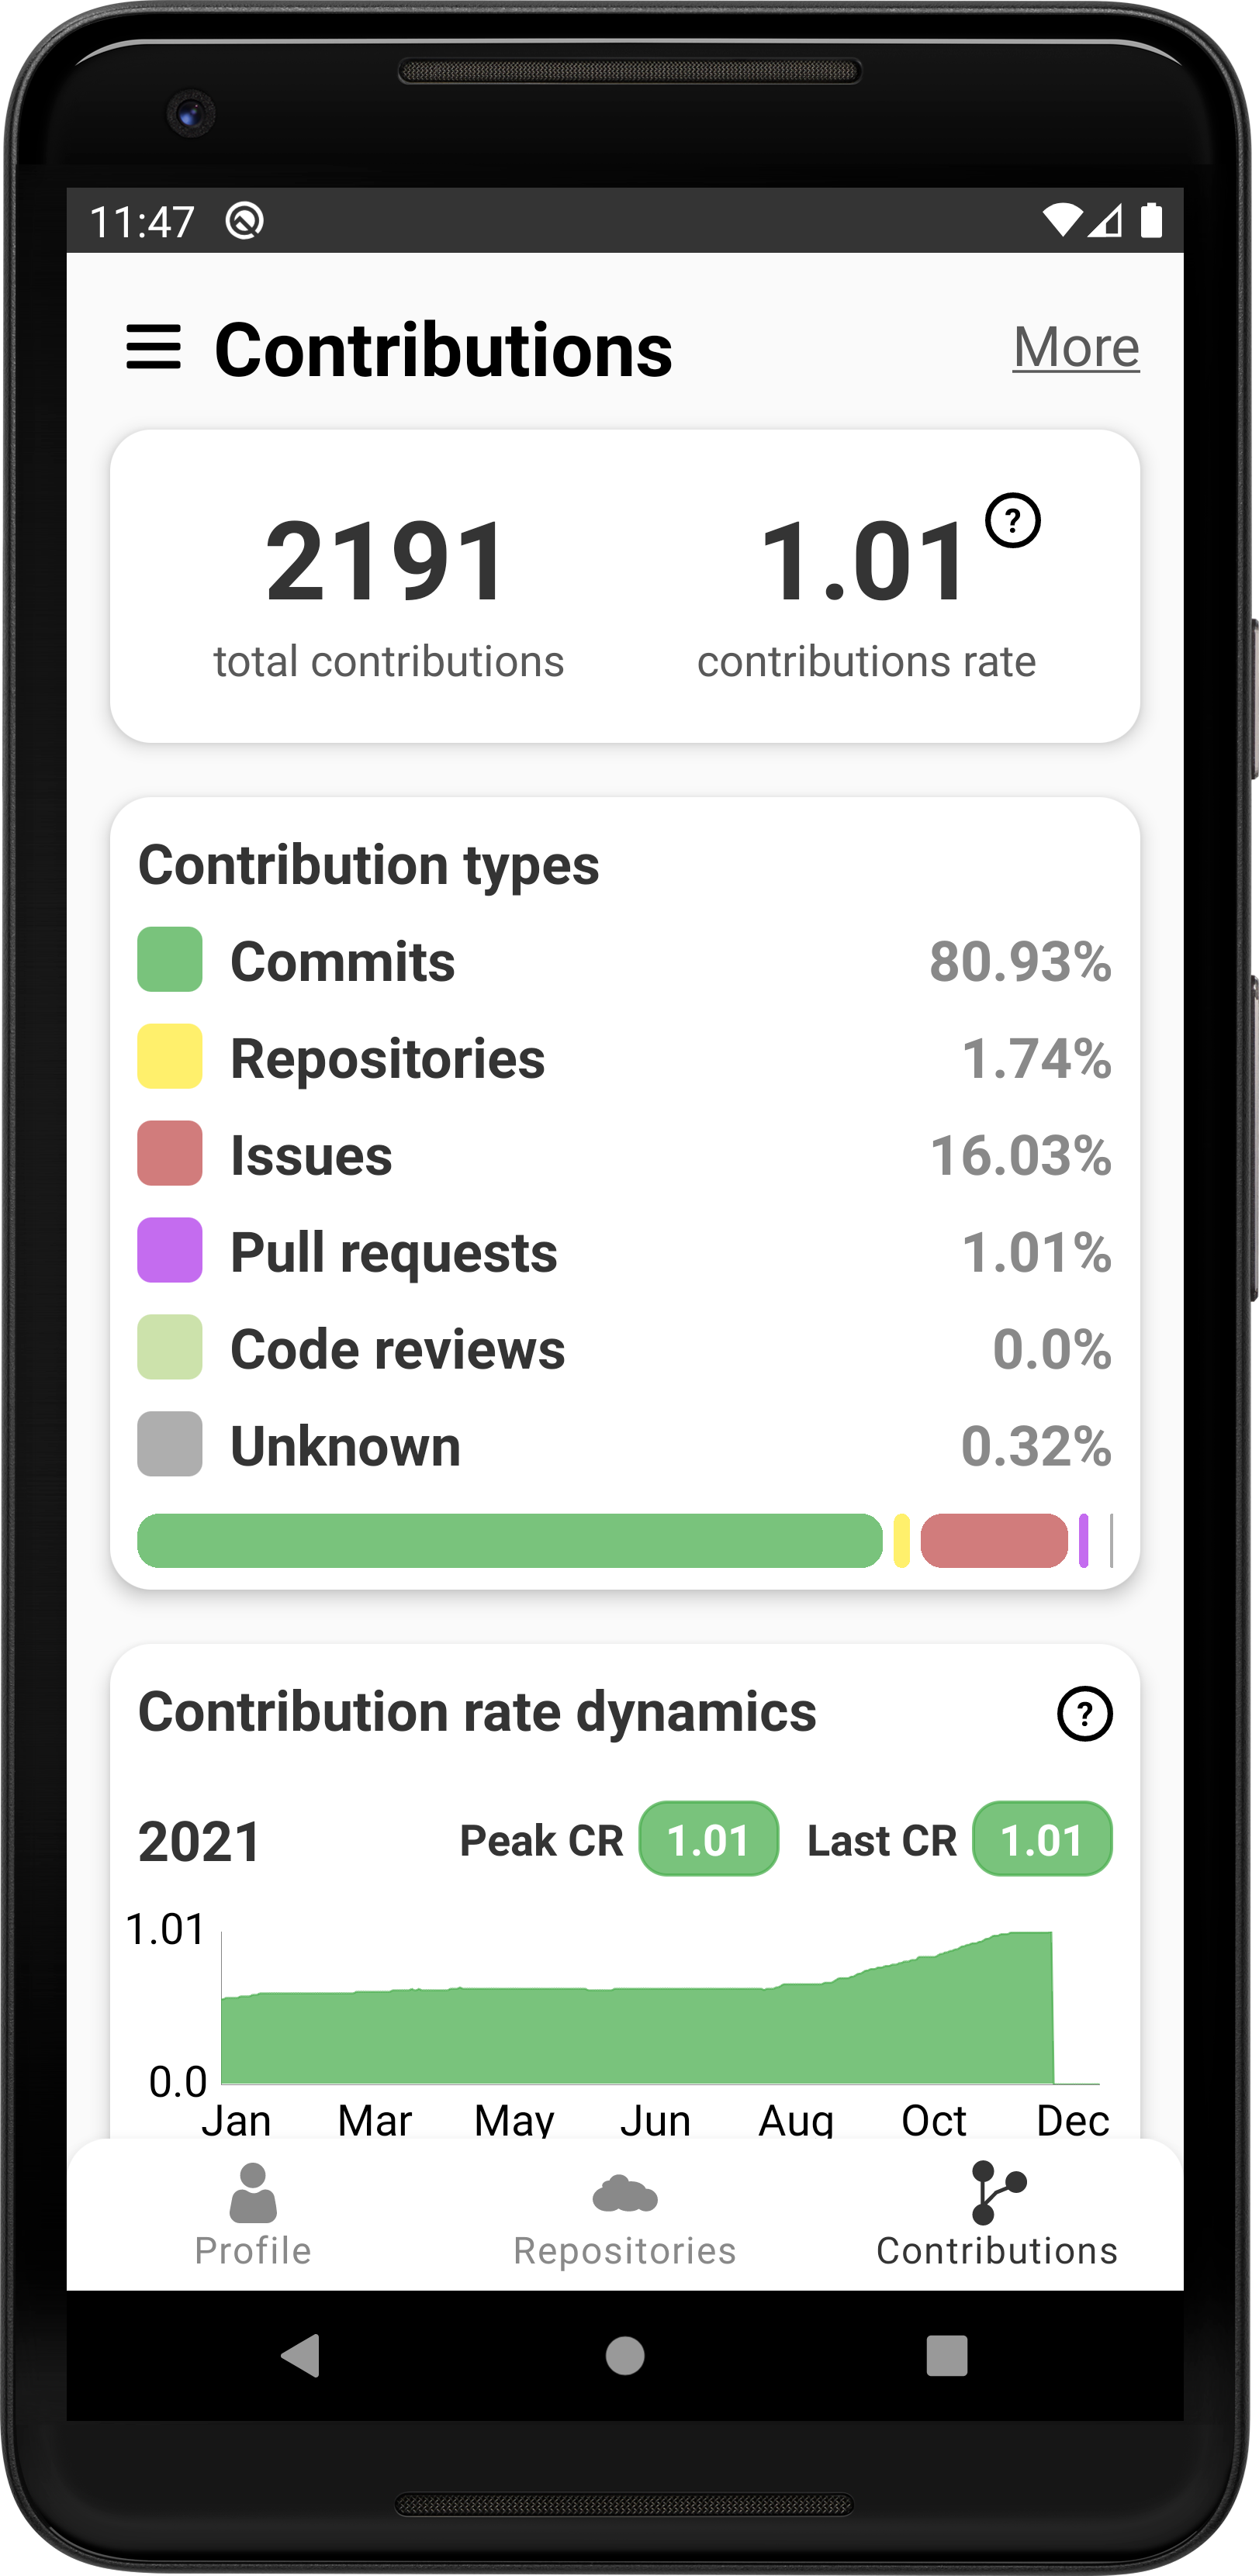 11:47
Contributions More
2191 1.01 ?
total contributions contributions rate
Contribution types
Commits 80.93%
Repositories 1.74%
Issues 16.03%
Pull requests 1.01%
Code reviews 0.0%
Unknown 0.32%
Contribution rate dynamics ?
2021 Peak CR 1.01 Last CR 1.01
1.01
0.0
Jan Mar May Jun Aug Oct Dec
Profile Repositories Contributions